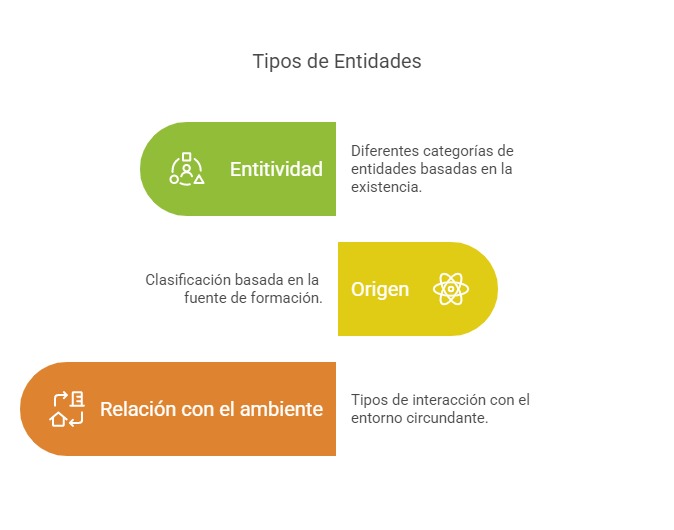 Tipos de Entidades
Entitividad
Diferentes categorías de
entidades basadas en la
existencia.
Clasificación basada en la
fuente de formación.
Origen
Relación con el ambiente
Tipos de interacción con el
entorno circundante.